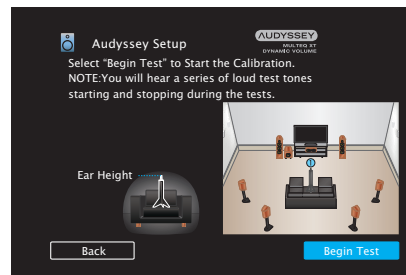 Audyssey Setup
AUDYSSEY
MULTEQ XT
DYNAMIC VOLUME
Select “Begin Test” to Start the Calibration.
NOTE:You will hear a series of loud test tones
starting and stopping during the tests.
Ear Height
Back
Begin Test